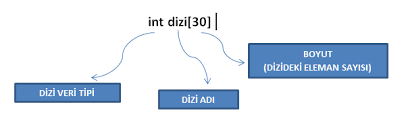 int dizi[30]
BOYUT
(DİZİDEKİ ELEMAN SAYISI)
DİZİ VERİ TİPİ
DİZİ ADI